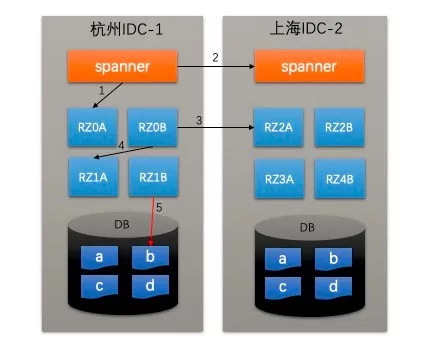 杭州IDC-1
上海IDC-2
spanner
2
spanner
1
RZ0A
RZ0B
3
RZ2A
RZ2B
4
RZ1A
RZ1B
RZ3A
RZ4B
5
DB
DB
a
b
a
b
c
d
c
d